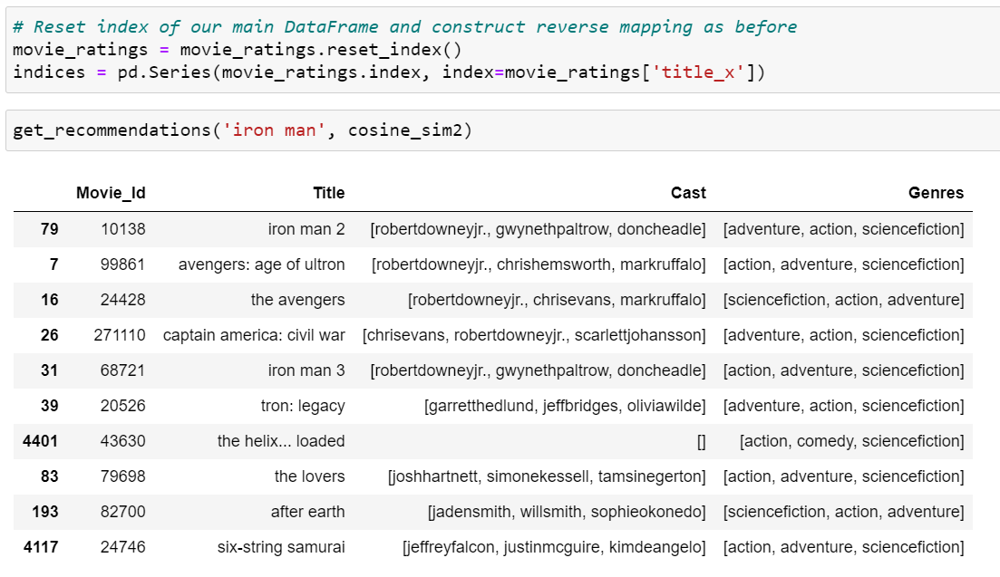 # Reset index of our main DataFrame and construct reverse mapping as before
movie_ratings = movie_ratings.reset_index()
indices = pd.Series(movie_ratings.index, index=movie_ratings['title_x'])
get_recommendations('iron man', cosine_sim2)
Movie_Id Title Cast Genres
79 10138 iron man 2 [robertdowneyjr., gwynethpaltrow, doncheadle] [adventure, action, sciencefiction]
7 99861 avengers: age of ultron [robertdowneyjr., chrishemsworth, markruffalo] [action, adventure, sciencefiction]
16 24428 the avengers [robertdowneyjr., chrisevans, markruffalo] [sciencefiction, action, adventure]
26 271110 captain america: civil war [chrisevans, robertdowneyjr., scarlettjohansson] [adventure, action, sciencefiction]
31 68721 iron man 3 [robertdowneyjr., gwynethpaltrow, doncheadle] [action, adventure, sciencefiction]
39 20526 tron: legacy [garretthedlund, jeffbridges, oliviawilde] [adventure, action, sciencefiction]
4401 43630 the helix... loaded [] [action, comedy, sciencefiction]
83 79698 the lovers [joshhartnett, simonekessell, tamsinegerton] [action, adventure, sciencefiction]
193 82700 after earth [jadensmith, willsmith, sophieokonedo] [sciencefiction, action, adventure]
4117 24746 six-string samurai [jeffreyfalcon, justinmcguire, kimdeangelo] [action, adventure, sciencefiction]